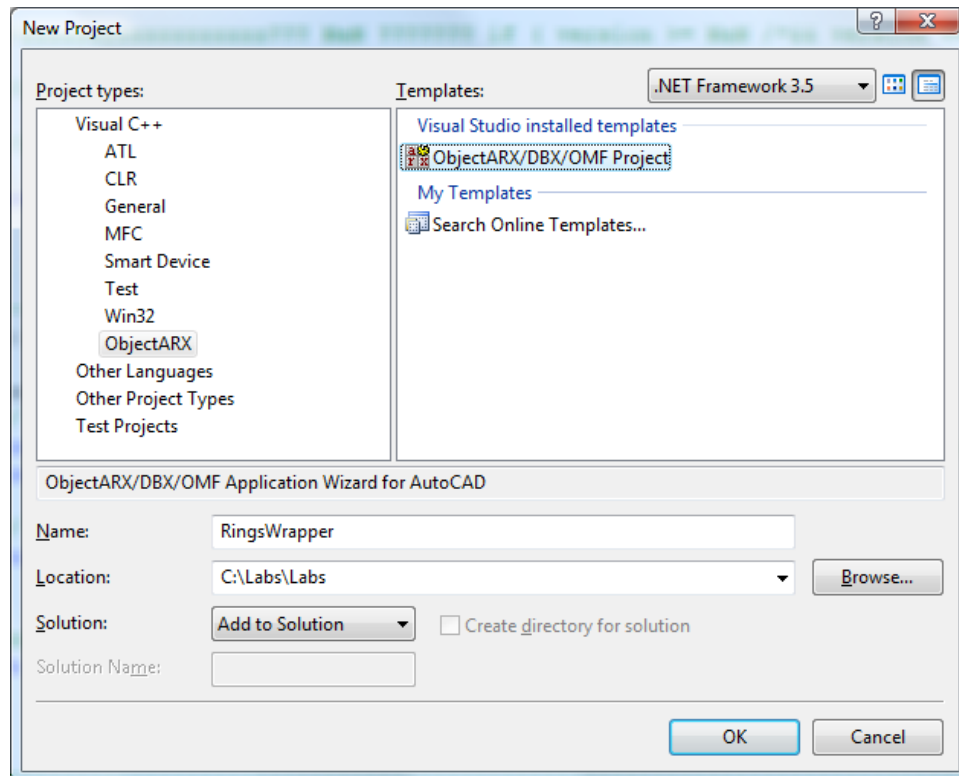 New Project
Project types:
Templates:
.NET Framework 3.5
Visual C++
ATL
CLR
General
MFC
Smart Device
Test
Win32
ObjectARX
Other Languages
Other Project Types
Test Projects
Visual Studio installed templates
ObjectARX/DBX/OMF Project
My Templates
Search Online Templates...
ObjectARX/DBX/OMF Application Wizard for AutoCAD
Name:
RingsWrapper
Location:
C:\Labs\Labs
Browse...
Solution:
Add to Solution
Create directory for solution
Solution Name:
OK
Cancel